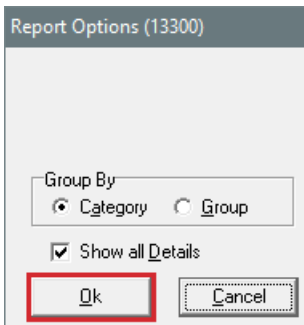 Report Options (13300)
Group By
Category Group
Show all Details
Ok Cancel